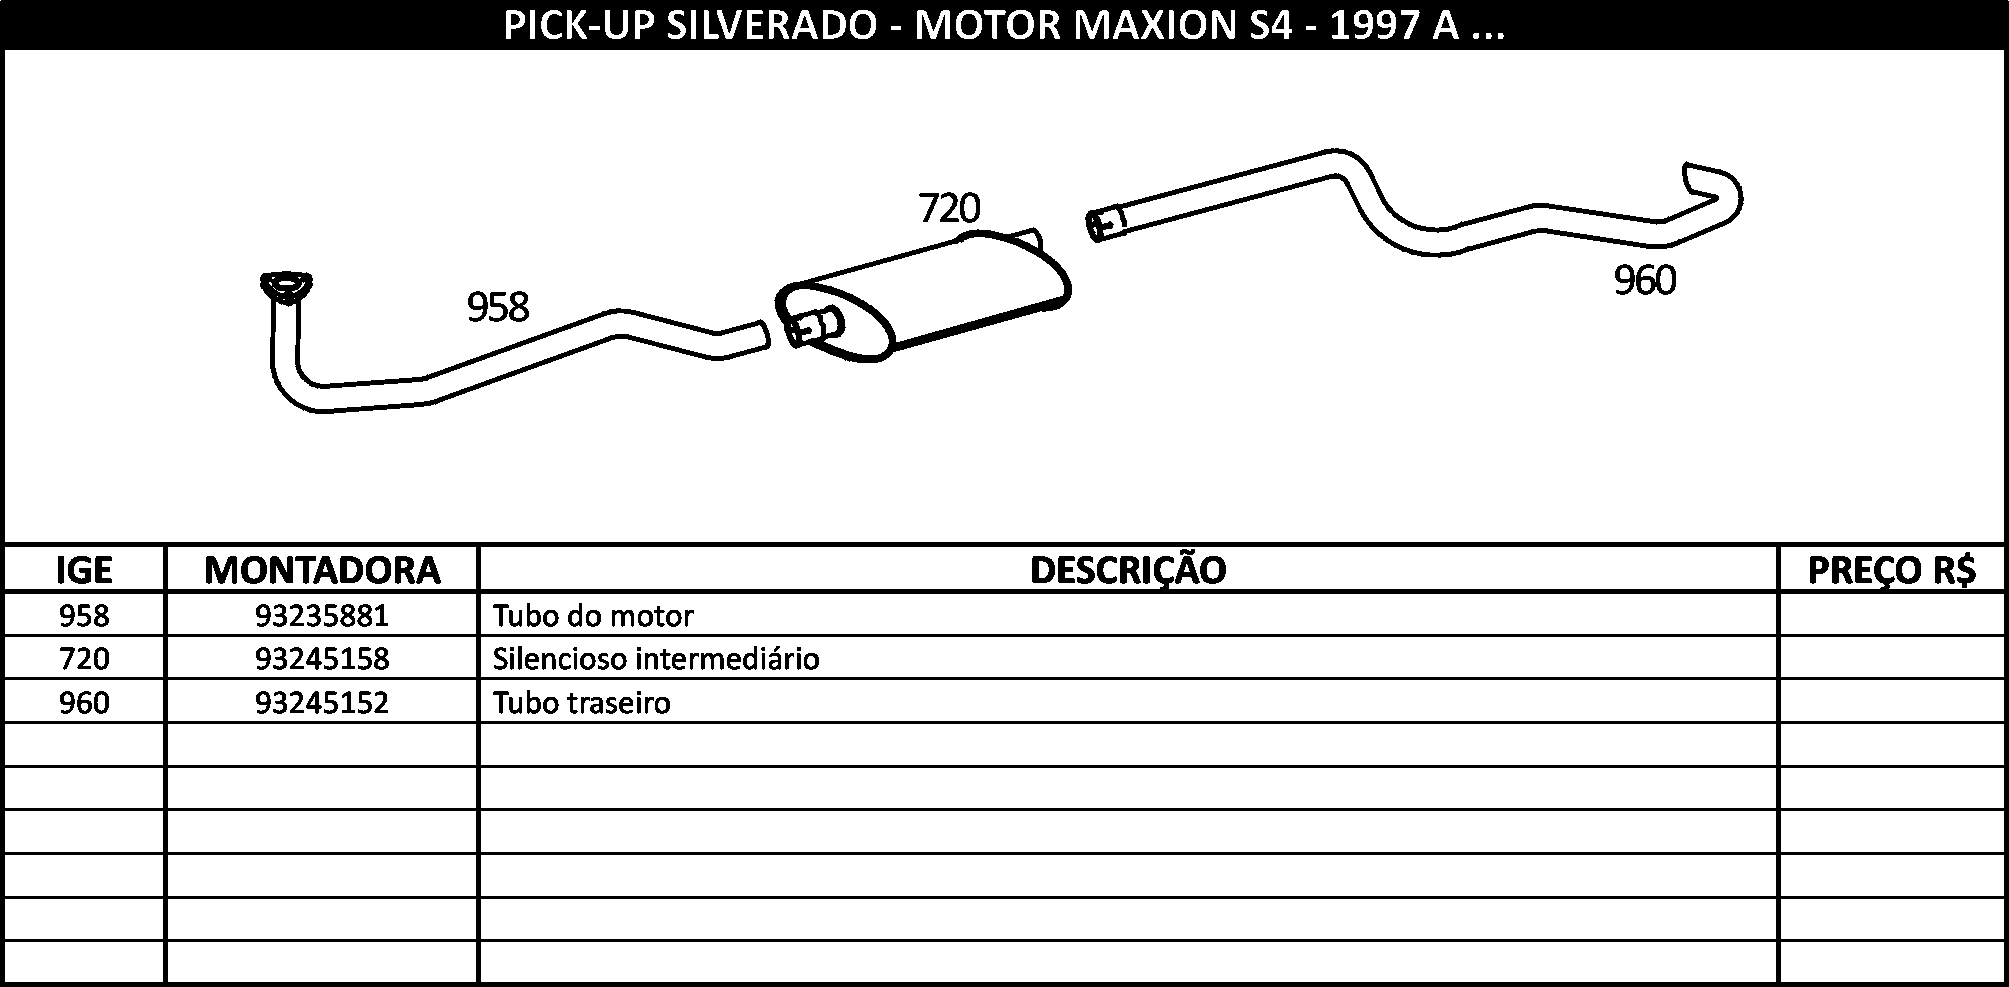 PICK-UP SILVERADO - MOTOR MAXION S4 - 1997 A ...
720
960
958
IGE MONTADORA DESCRIÇÃO PREÇO R$
958 93235881 Tubo do motor
720 93245158 Silencioso intermediário
960 93245152 Tubo traseiro